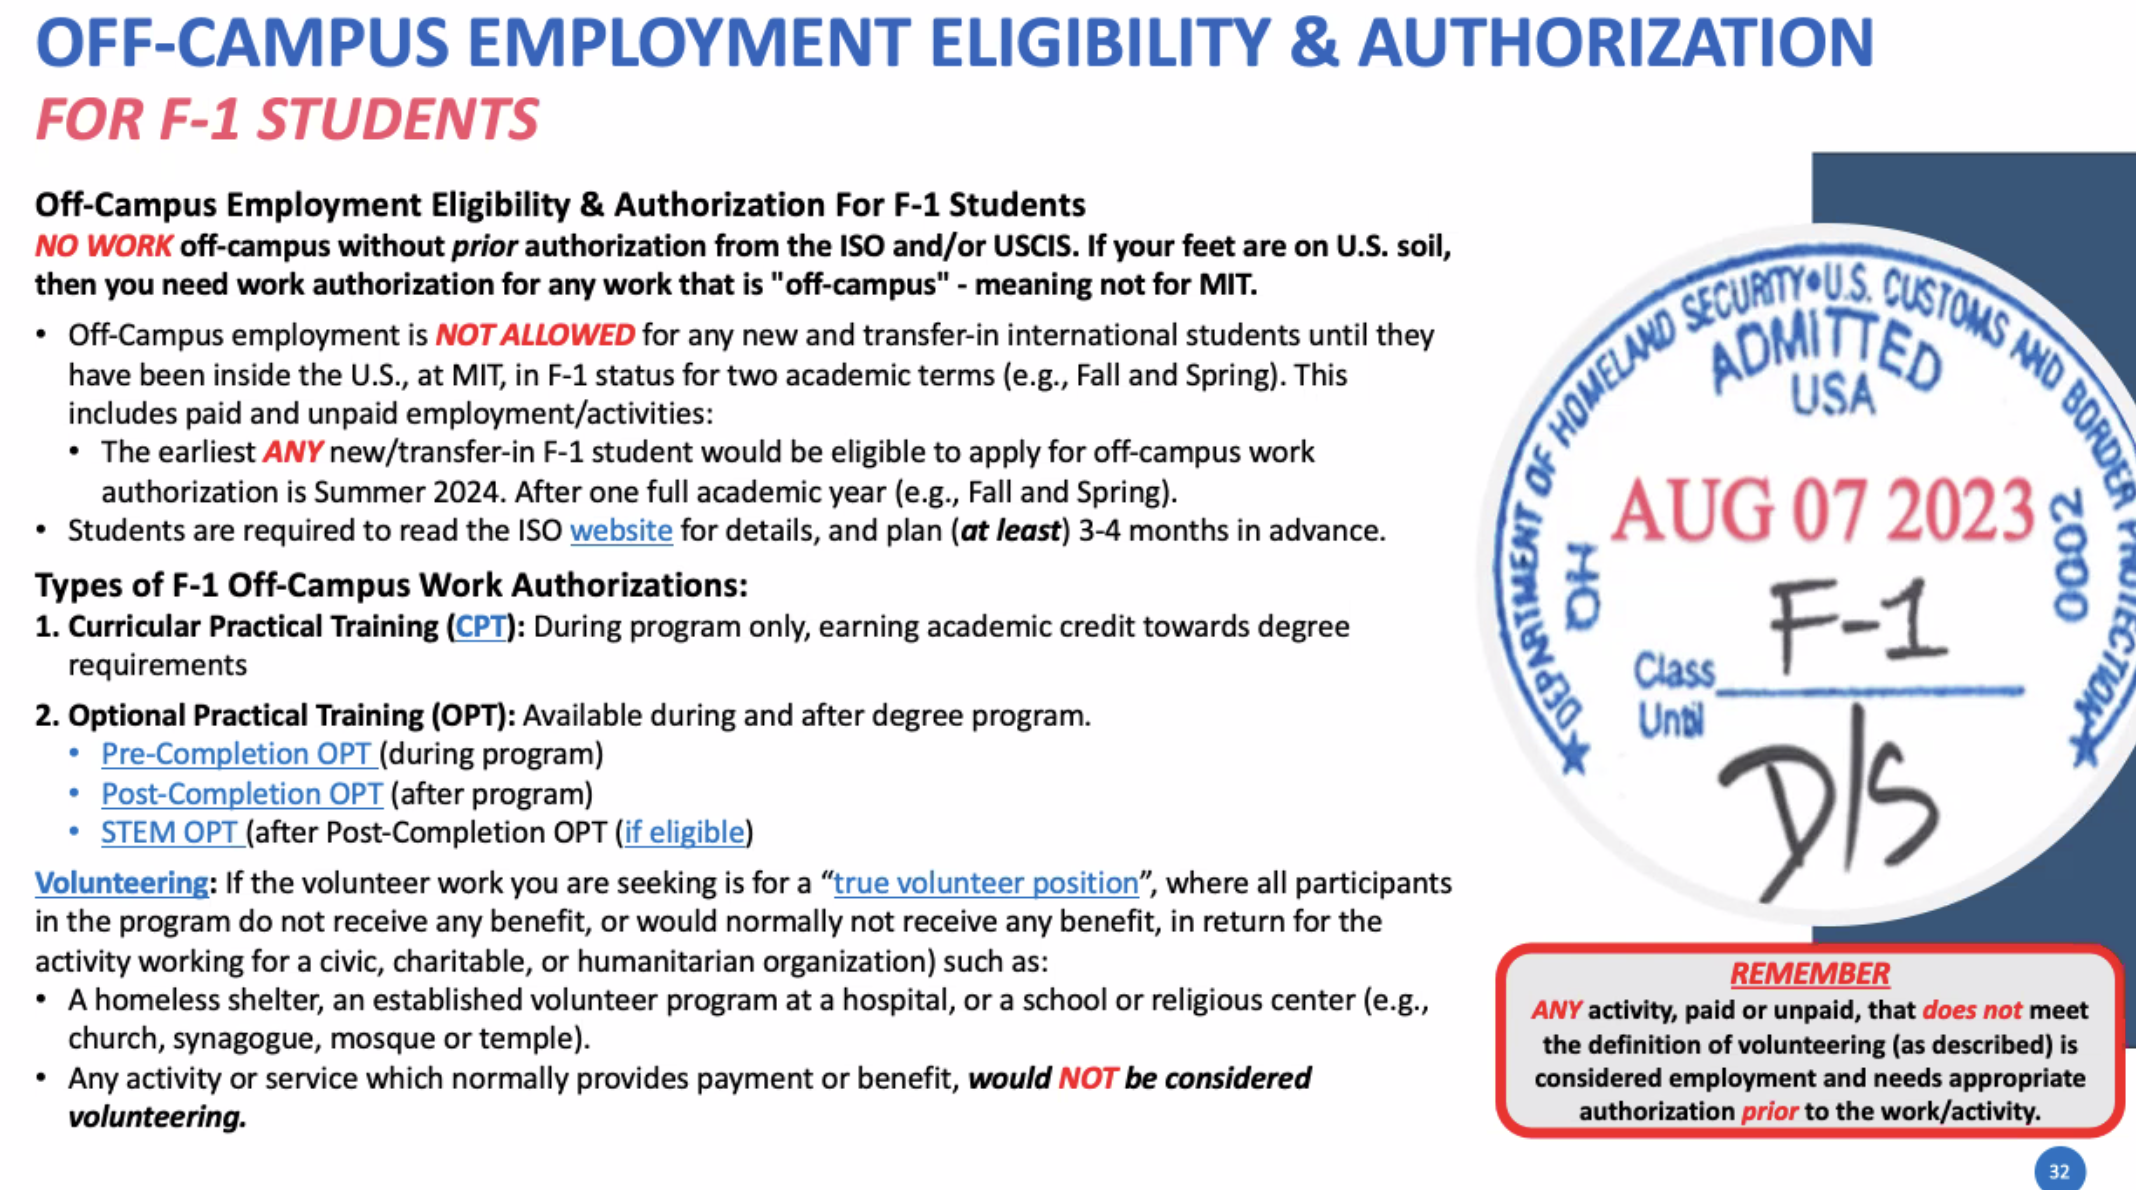 OFF-CAMPUS EMPLOYMENT ELIGIBILITY & AUTHORIZATION
FOR F-1 STUDENTS
Off-Campus Employment Eligibility & Authorization For F-1 Students
NO WORK off-campus without prior authorization from the ISO and/or USCIS. If your feet are on U.S. soil,
then you need work authorization for any work that is "off-campus" - meaning not for MIT.
• Off-Campus employment is NOT ALLOWED for any new and transfer-in international students until they
have been inside the U.S., at MIT, in F-1 status for two academic terms (e.g., Fall and Spring). This
includes paid and unpaid employment/activities:
• The earliest ANY new/transfer-in F-1 student would be eligible to apply for off-campus work
authorization is Summer 2024. After one full academic year (e.g., Fall and Spring).
• Students are required to read the ISO website for details, and plan (at least) 3-4 months in advance.
Types of F-1 Off-Campus Work Authorizations:
1. Curricular Practical Training (CPT): During program only, earning academic credit towards degree
requirements
2. Optional Practical Training (OPT): Available during and after degree program.
• Pre-Completion OPT (during program)
• Post-Completion OPT (after program)
• STEM OPT (after Post-Completion OPT (if eligible)
Volunteering: If the volunteer work you are seeking is for a “true volunteer position”, where all participants
in the program do not receive any benefit, or would normally not receive any benefit, in return for the
activity working for a civic, charitable, or humanitarian organization) such as:
• A homeless shelter, an established volunteer program at a hospital, or a school or religious center (e.g.,
church, synagogue, mosque or temple).
• Any activity or service which normally provides payment or benefit, would NOT be considered
volunteering.
DEPARTMENT OF HOMELAND SECURITY•U.S. CUSTOMS AND BORDER PROTECTION
ADMITTED
USA
AUG 07 2023
HQ
0002
Class F-1
Until D/S
REMEMBER
ANY activity, paid or unpaid, that does not meet
the definition of volunteering (as described) is
considered employment and needs appropriate
authorization prior to the work/activity.
32